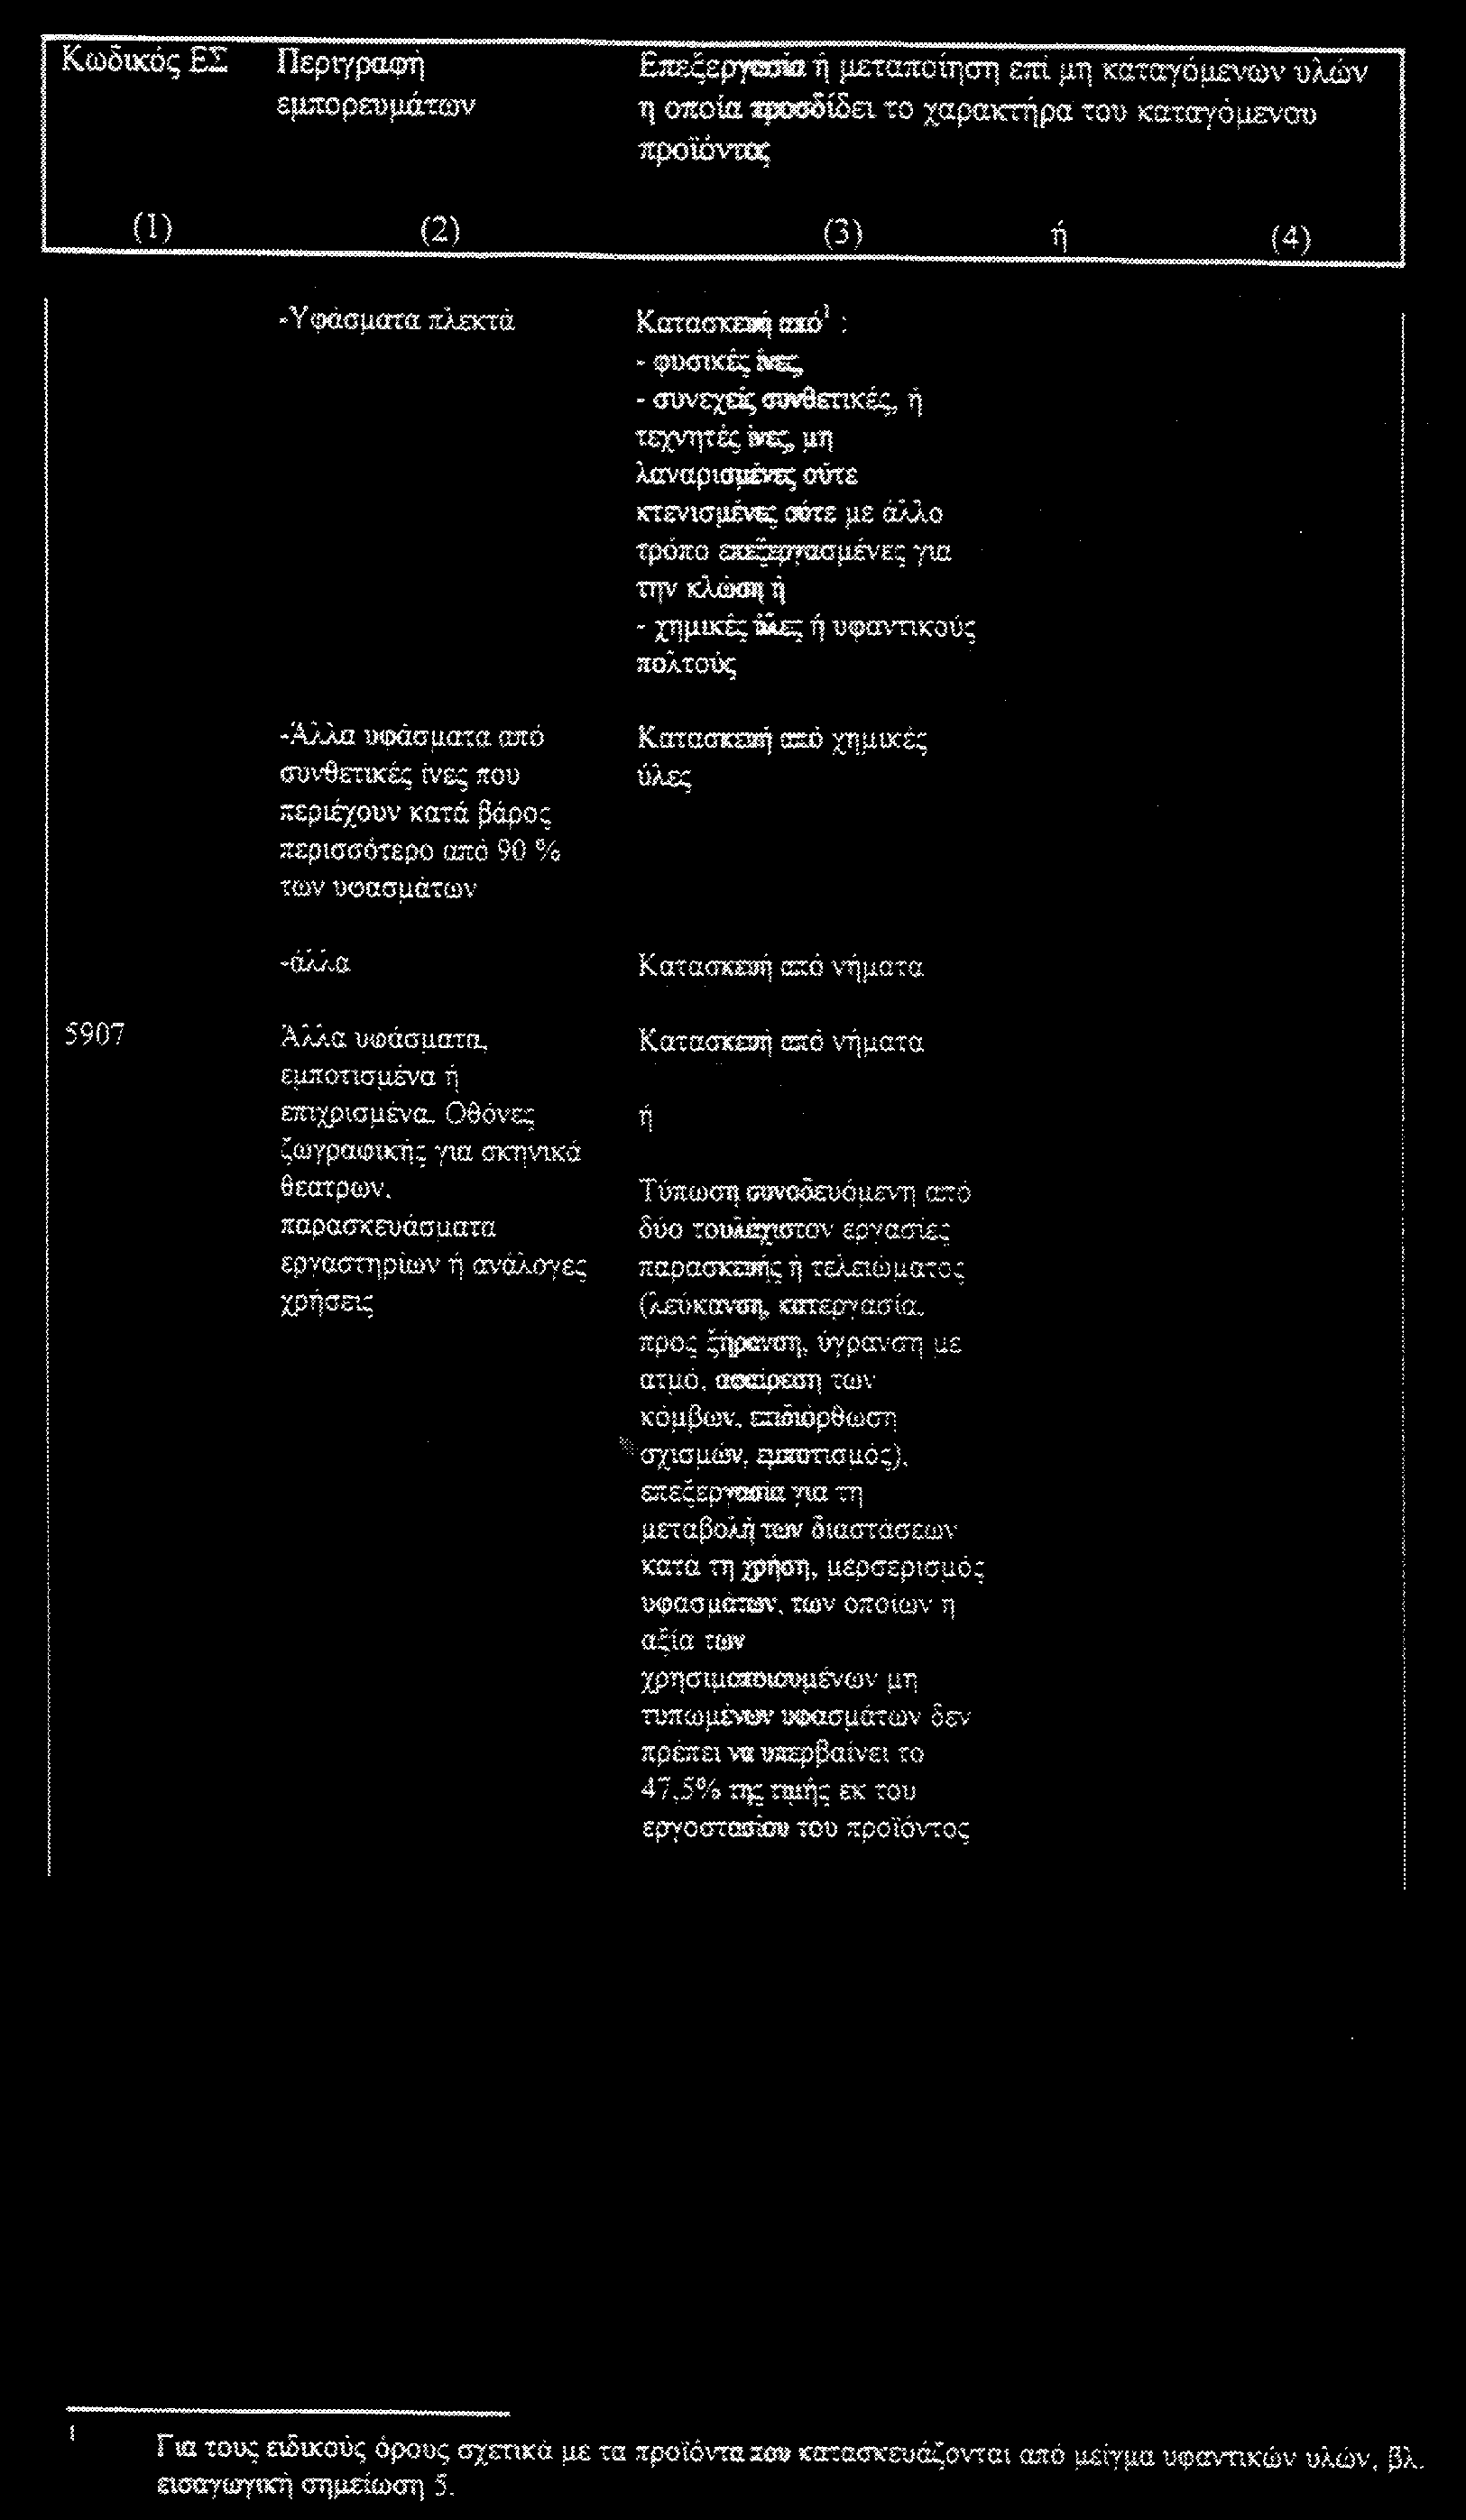 Κωδικός ΕΣ
Περιγραφή
εμπορευμάτων
Επεξεργασία ή μεταποίηση επί μη καταγόμενων υλών
η οποία προσδίδει το χαρακτήρα του καταγόμενου
προϊόντος
(1) (2) (3) ή (4)
-Υφάσματα πλεκτά
Κατασκευή από¹ :
- φυσικές ίνες,
- συνεχείς συνθετικές, ή
τεχνητές ίνες, μη
λαναρισμένες ούτε
κτενισμένες ούτε με άλλο
τρόπο επεξεργασμένες για
την κλώση ή
- χημικές ύλες ή υφαντικούς
πολτούς
-Άλλα υφάσματα από
συνθετικές ίνες που
περιέχουν κατά βάρος
περισσότερο από 90 %
των υφασμάτων
Κατασκευή από χημικές
ύλες
-άλλα
Κατασκευή από νήματα
5907
Άλλα υφάσματα,
εμποτισμένα ή
επιχρισμένα. Οθόνες
ζωγραφικής για σκηνικά
θεατρων,
παρασκευάσματα
εργαστηρίων ή ανάλογες
χρήσεις
Κατασκευή από νήματα
ή
Τύπωση συνοδευόμενη από
δύο τουλάχιστον εργασίες
παρασκευής ή τελειώματος
(λεύκανση, κατεργασία,
προς ξήρανση, ύγρανση με
ατμό, αφαίρεση των
κόμβων, επιδιόρθωση
σχισμών, εμποτισμός),
επεξεργασία για τη
μεταβολή των διαστάσεων
κατά τη χρήση, μερσερισμός
υφασμάτων, των οποίων η
αξία των
χρησιμοποιουμένων μη
τυπωμένων υφασμάτων δεν
πρέπει να υπερβαίνει το
47,5% της τιμής εκ του
εργοστασίου του προϊόντος
1 Για τους ειδικούς όρους σχετικά με τα προϊόντα που κατασκευάζονται από μείγμα υφαντικών υλών, βλ.
εισαγωγική σημείωση 5.